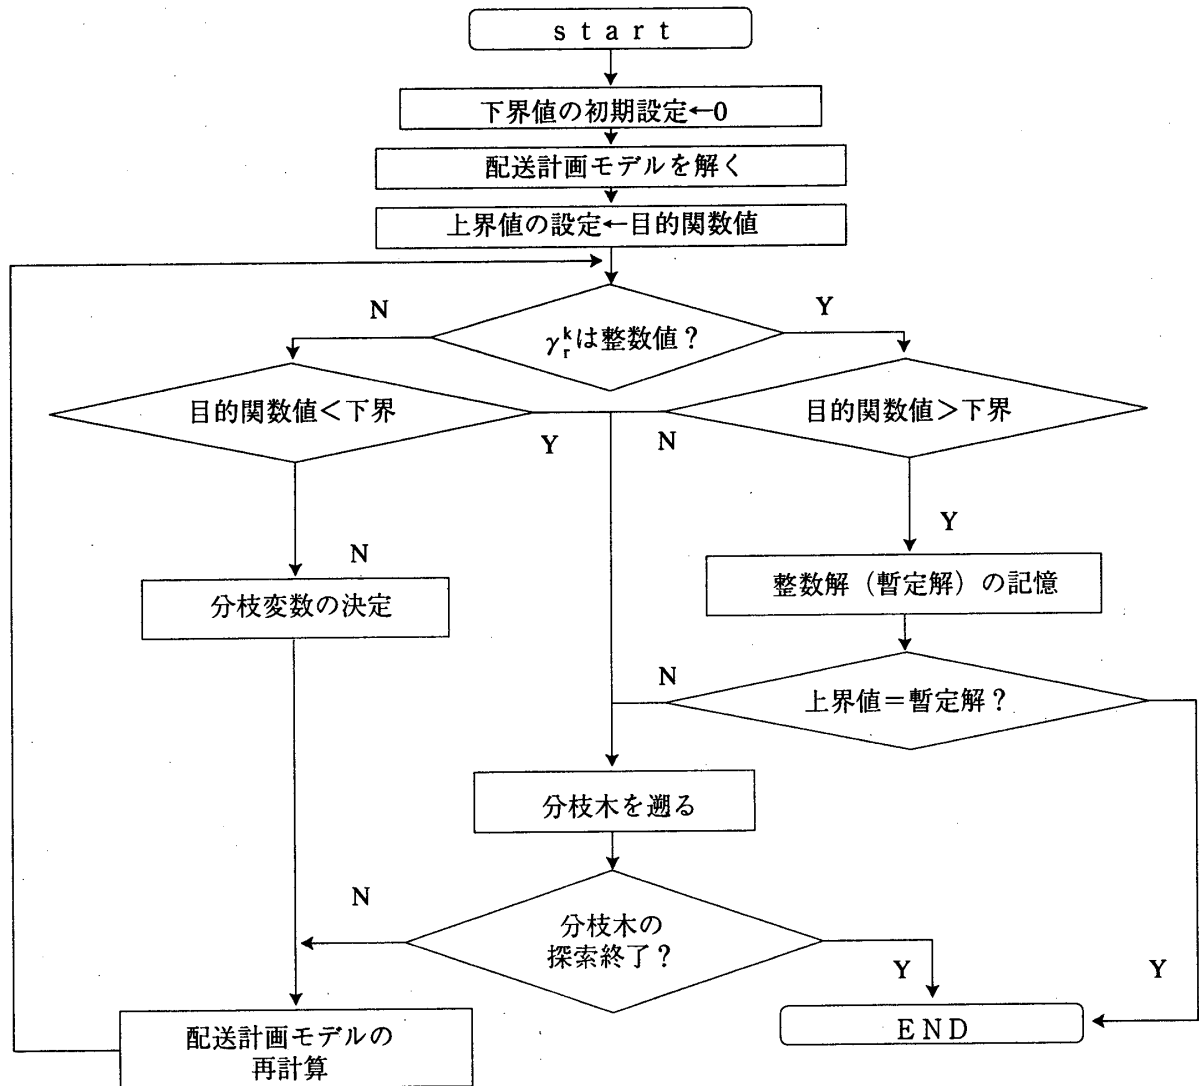 start
下界値の初期設定←0
配送計画モデルを解く
上界値の設定←目的関数値
N
Y
γ_r^kは整数値？
目的関数値＜下界
目的関数値＞下界
Y
N
Y
N
分枝変数の決定
整数解（暫定解）の記憶
N
上界値＝暫定解？
分枝木を遡る
N
分枝木の
探索終了？
Y
Y
配送計画モデルの
再計算
END